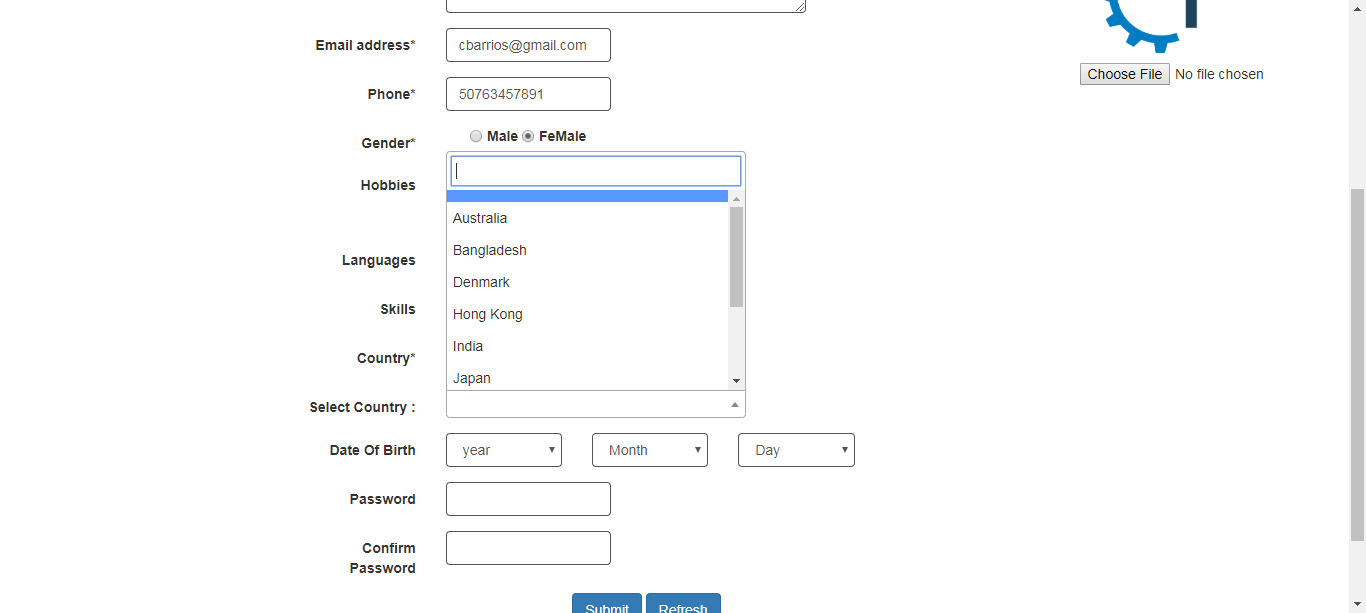 Email address* cbarrios@gmail.com
Choose File No file chosen
Phone* 50763457891
Gender* Male FeMale
Hobbies
Australia
Bangladesh
Languages
Denmark
Skills
Hong Kong
India
Country*
Japan
Select Country :
Date Of Birth year Month Day
Password
Confirm
Password
Submit Refresh